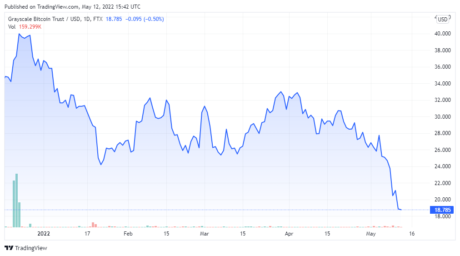 Published on TradingView.com, May 12, 2022 15:42 UTC
Grayscale Bitcoin Trust / USD, 1D, FTX 18.785 -0.095 (-0.50%)
Vol 159.299K
USD
40.000
38.000
36.000
34.000
32.000
30.000
28.000
26.000
24.000
22.000
20.000
18.785
18.000
2022 17 Feb 15 Mar 14 Apr 15 May 16
TradingView